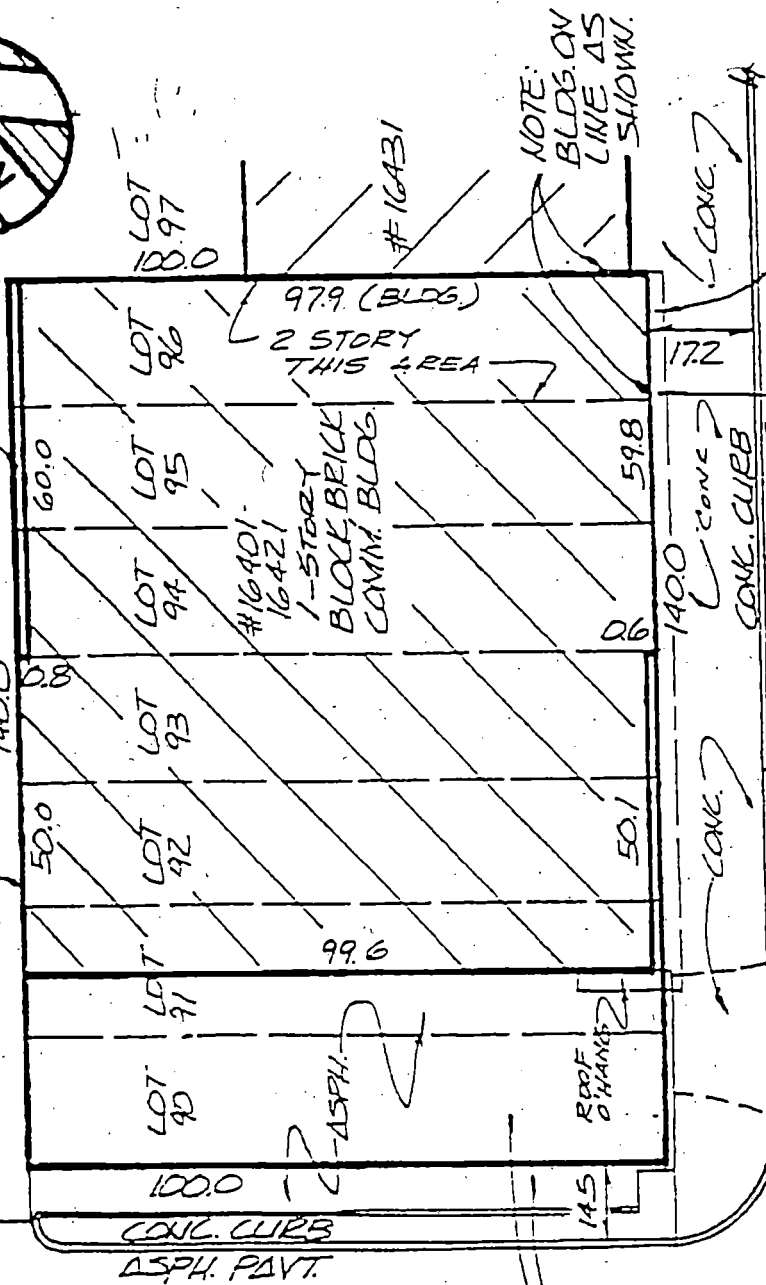 LOT
97
100.0
#16431
NOTE:
BLDG. ON
LINE AS
SHOWN.
CONC.
97.9 (BLDG.)
2 STORY
THIS AREA
17.2
LOT
96
60.0
LOT
95
59.8
CONC.
CONC. CURB
140.0
LOT
94
#16401-
16421
1-STORY
BLOCK BRICK
COMM. BLDG.
0.6
0.8
LOT
93
50.0
LOT
92
50.1
CONC.
99.6
LOT
91
ASPH.
ROOF
O'HANG
LOT
90
100.0
14.5
CONC. CURB
ASPH. PAVT.